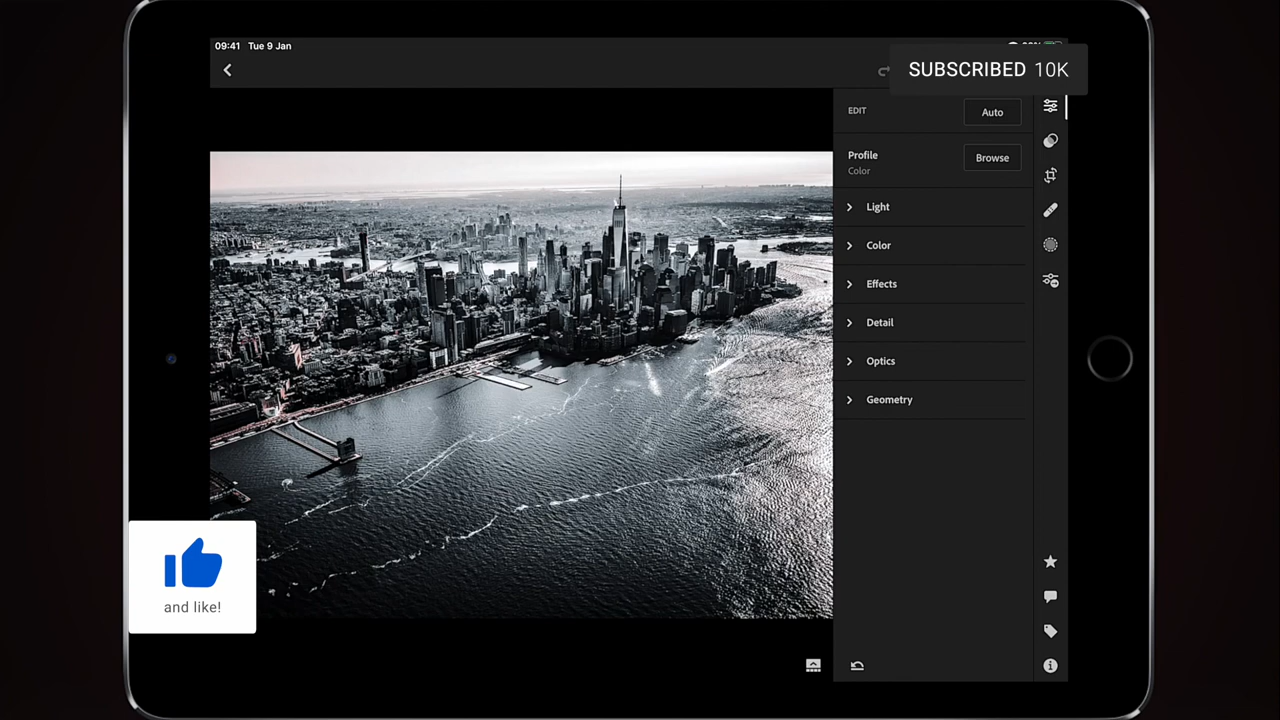 09:41 Tue 9 Jan
SUBSCRIBED 10K
EDIT
Auto
Profile
Color
Browse
Light
Color
Effects
Detail
Optics
Geometry
and like!